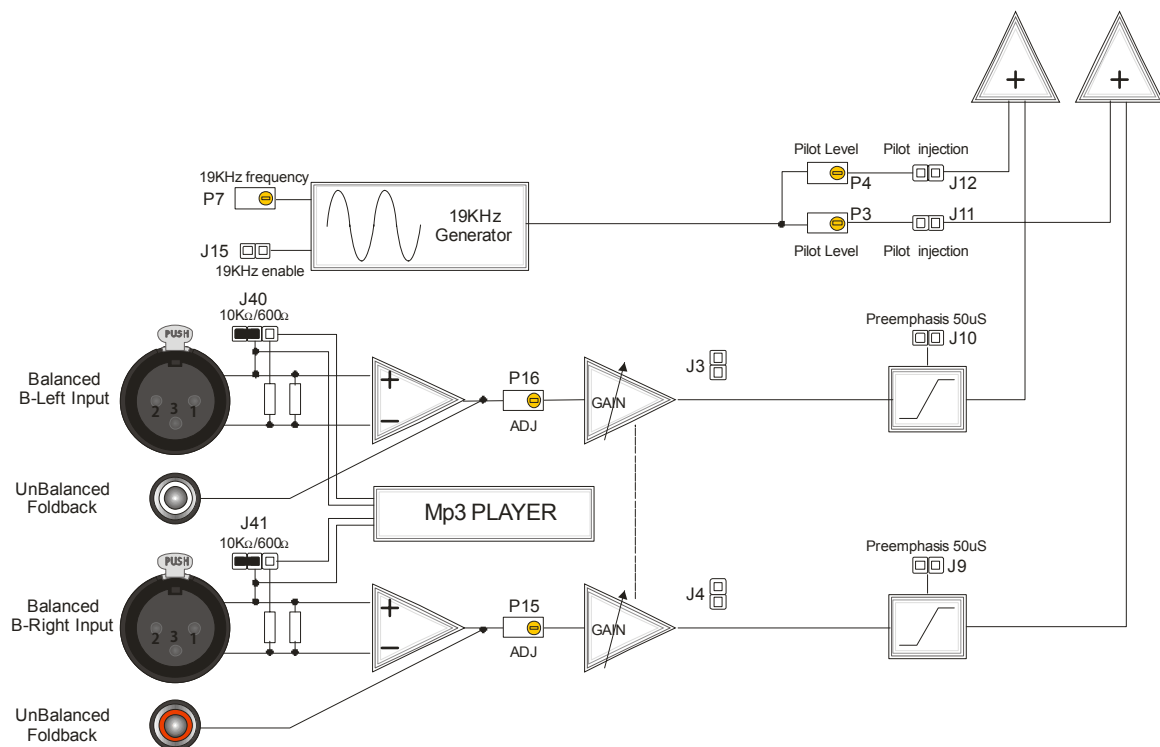 + +
Pilot Level Pilot injection
P4 J12
19KHz frequency
P7
19KHz
Generator
P3 J11
J15
19KHz enable
Pilot Level Pilot injection
J40
10KΩ/600Ω
PUSH
Preemphasis 50uS
J10
J3
Balanced
B-Left Input
2 3 1
+
−
P16
ADJ
GAIN
UnBalanced
Foldback
Mp3 PLAYER
J41
10KΩ/600Ω
PUSH
Preemphasis 50uS
J9
J4
Balanced
B-Right Input
2 3 1
+
−
P15
ADJ
GAIN
UnBalanced
Foldback